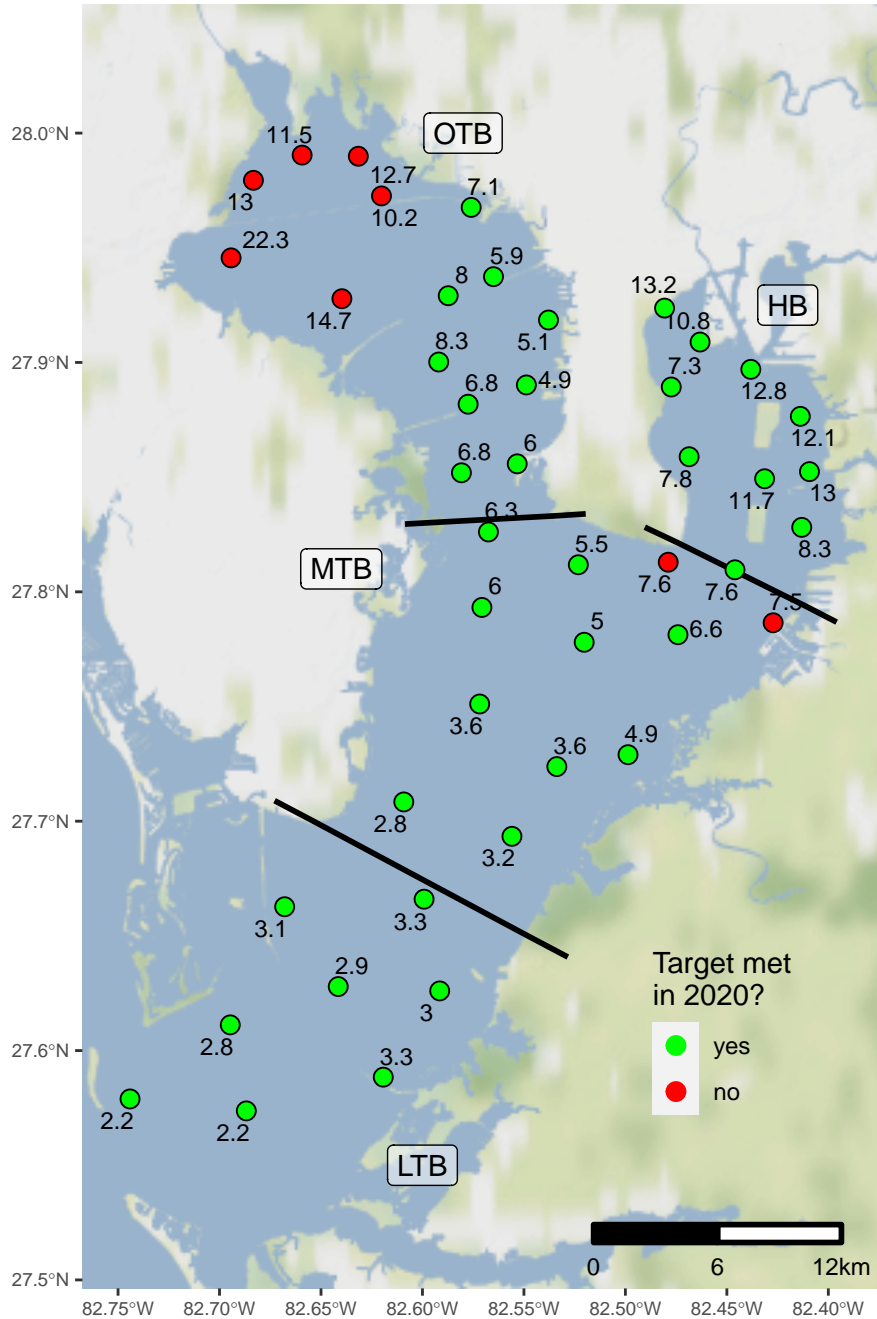 28.0°N
27.9°N
27.8°N
27.7°N
27.6°N
27.5°N
OTB
11.5
12.7
13
10.2
7.1
22.3
5.9
8
14.7
5.1
8.3
6.8
4.9
6.8
6
13.2
HB
10.8
7.3
12.8
12.1
7.8
11.7
13
8.3
6.3
MTB
5.5
7.6
7.6
7.5
6
5
6.6
3.6
3.6
4.9
2.8
3.2
3.1
3.3
2.9
3
2.8
3.3
2.2
2.2
LTB
Target met
in 2020?
yes
no
0 6 12km
82.75°W 82.70°W 82.65°W 82.60°W 82.55°W 82.50°W 82.45°W 82.40°W